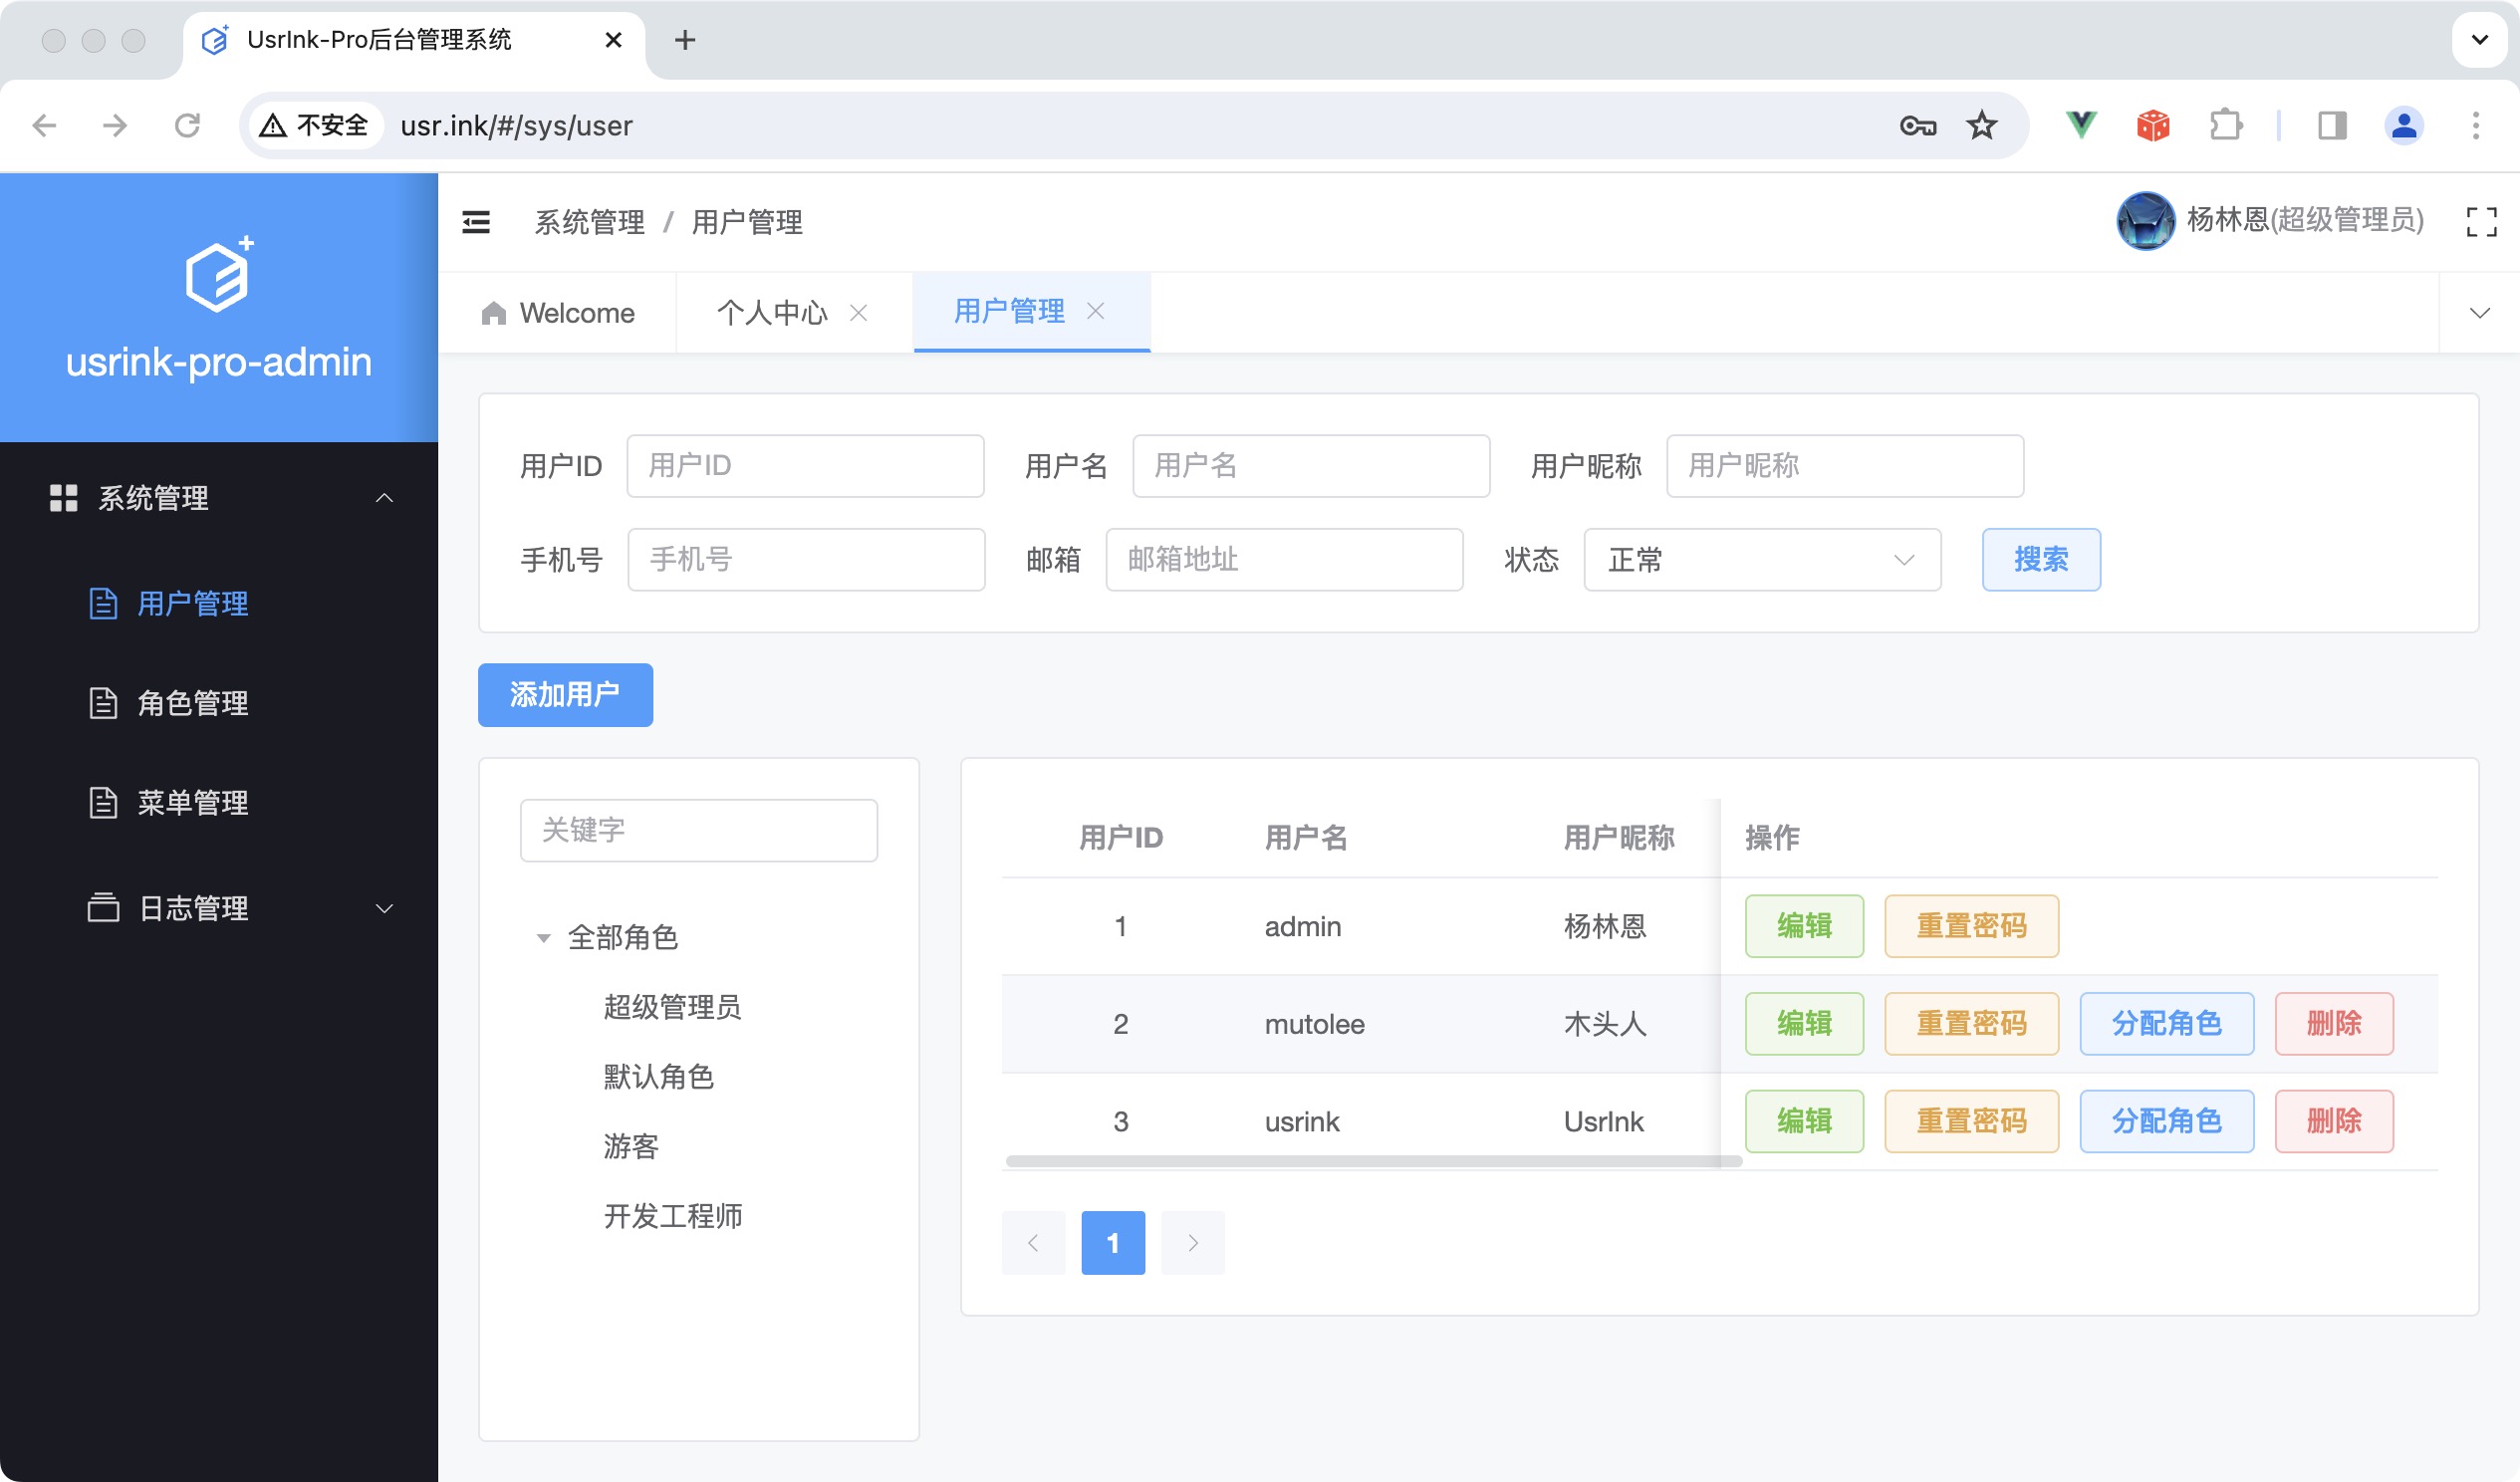 UsrInk-Pro后台管理系统
不安全 usr.ink/#/sys/user
usrink-pro-admin
系统管理
用户管理
角色管理
菜单管理
日志管理
系统管理 / 用户管理
杨林恩(超级管理员)
Welcome 个人中心 用户管理
用户ID 用户ID 用户名 用户名 用户昵称 用户昵称
手机号 手机号 邮箱 邮箱地址 状态 正常 搜索
添加用户
关键字
全部角色
超级管理员
默认角色
游客
开发工程师
用户ID 用户名 用户昵称 操作
1 admin 杨林恩 编辑 重置密码
2 mutolee 木头人 编辑 重置密码 分配角色 删除
3 usrink UsrInk 编辑 重置密码 分配角色 删除
1